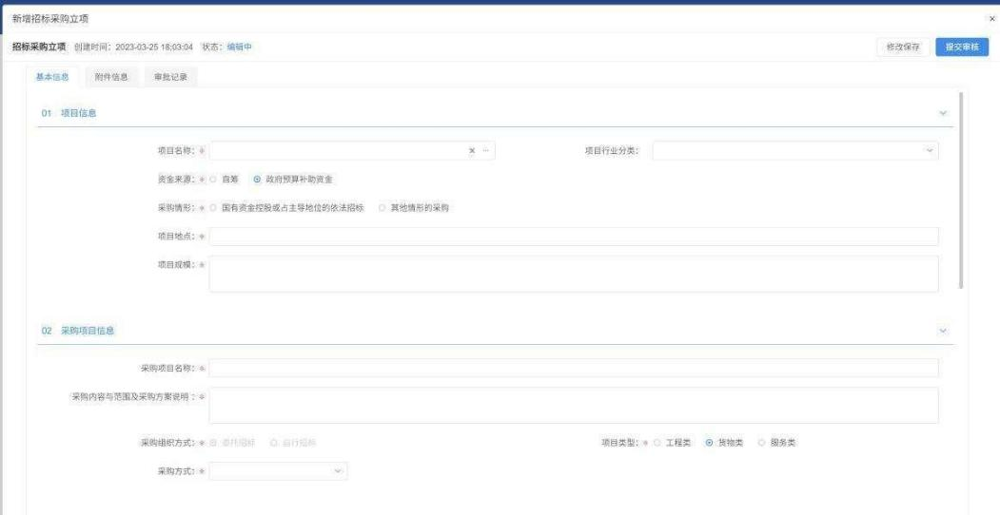 新增招标采购立项 ×
招标采购立项 创建时间：2023-03-25 18:03:04 状态：编辑中 修改保存 提交审核
基本信息 附件信息 审批记录
01 项目信息
项目名称：* × ··· 项目行业分类：
资金来源：* 自筹 政府预算补助资金
采购情形：* 国有资金控股或占主导地位的依法招标 其他情形的采购
项目地点：*
项目规模：*
02 采购项目信息
采购项目名称：*
采购内容与范围及采购方案说明：*
采购组织方式：* 委托招标 自行招标 项目类型：* 工程类 货物类 服务类
采购方式：*